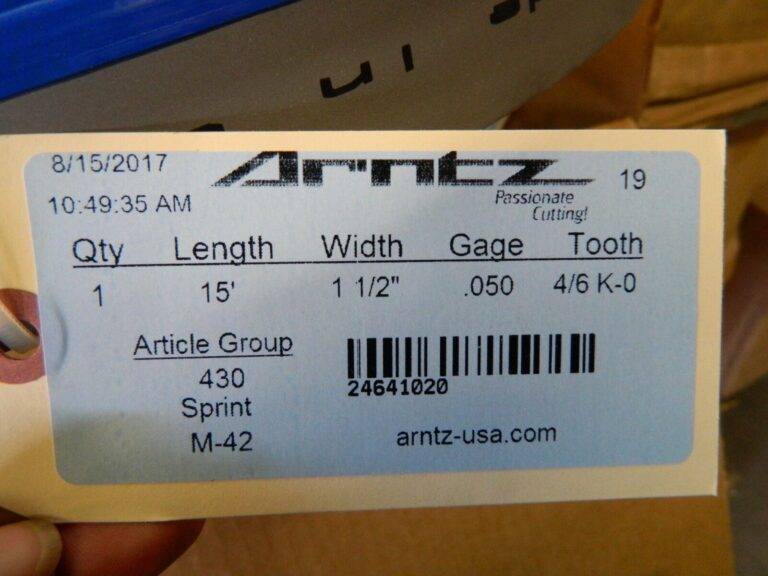 8/15/2017
Arntz
19
10:49:35 AM
Passionate
Cutting!
Qty Length Width Gage Tooth
1 15' 1 1/2" .050 4/6 K-0
Article Group
430
Sprint
M-42
24641020
arntz-usa.com